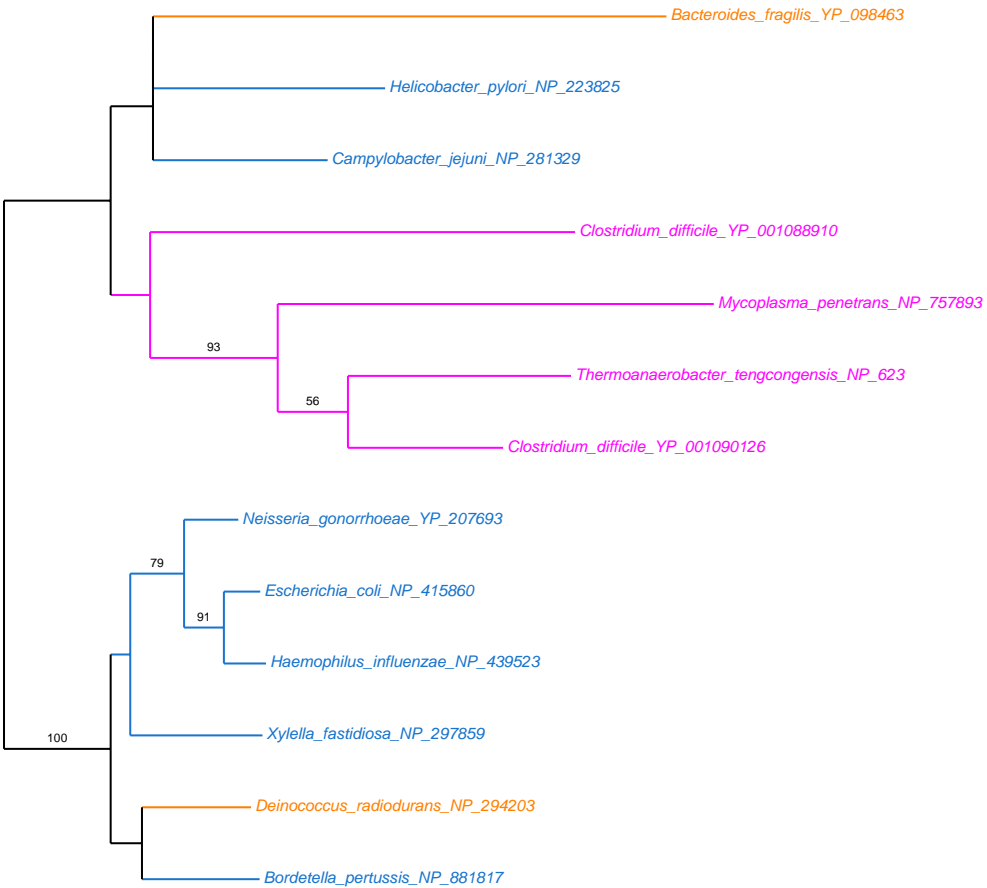 Bacteroides_fragilis_YP_098463
Helicobacter_pylori_NP_223825
Campylobacter_jejuni_NP_281329
Clostridium_difficile_YP_001088910
Mycoplasma_penetrans_NP_757893
93
Thermoanaerobacter_tengcongensis_NP_623
56
Clostridium_difficile_YP_001090126
Neisseria_gonorrhoeae_YP_207693
79
Escherichia_coli_NP_415860
91
Haemophilus_influenzae_NP_439523
Xylella_fastidiosa_NP_297859
100
Deinococcus_radiodurans_NP_294203
Bordetella_pertussis_NP_881817